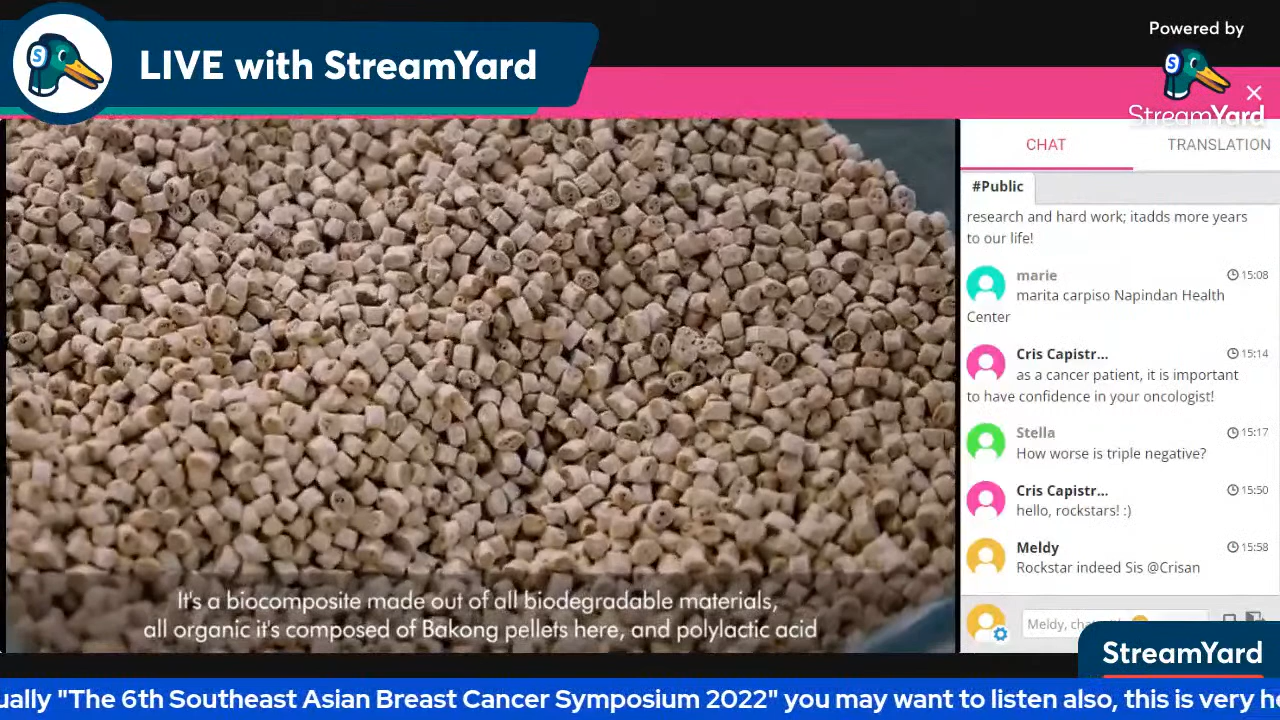 LIVE with StreamYard
Powered by
StreamYard
CHAT
TRANSLATION
#Public
research and hard work; itadds more years
to our life!
marie
15:08
marita carpiso Napindan Health
Center
Cris Capistr...
15:14
as a cancer patient, it is important
to have confidence in your oncologist!
Stella
15:17
How worse is triple negative?
Cris Capistr...
15:50
hello, rockstars! :)
Meldy
15:58
Rockstar indeed Sis @Crisan
It's a biocomposite made out of all biodegradable materials,
all organic it's composed of Bakong pellets here, and polylactic acid
Meldy,
StreamYard
"The 6th Southeast Asian Breast Cancer Symposium 2022" you may want to listen also, this is very